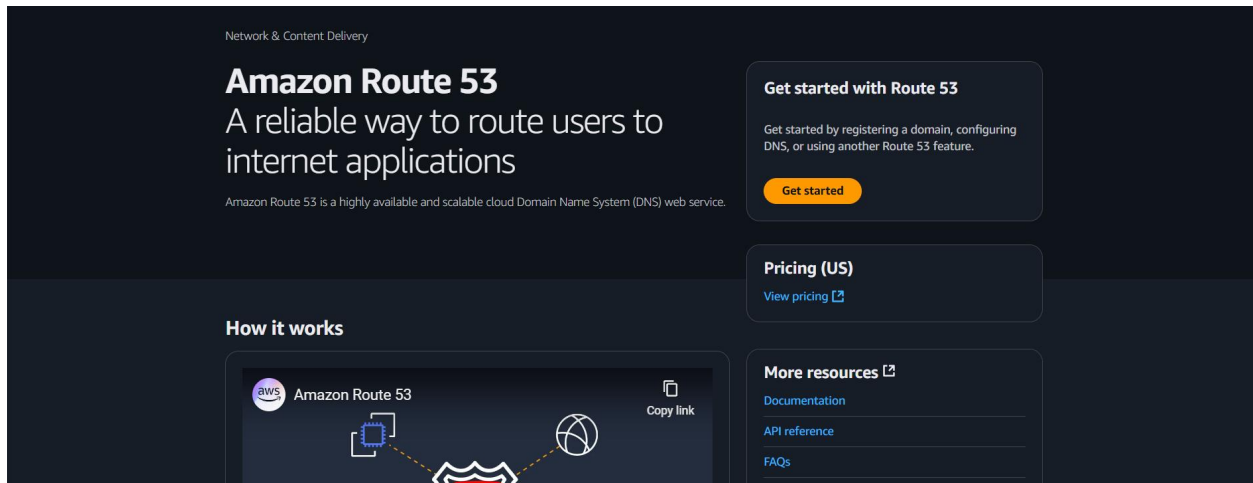 Network & Content Delivery
Amazon Route 53
A reliable way to route users to
internet applications
Amazon Route 53 is a highly available and scalable cloud Domain Name System (DNS) web service.
Get started with Route 53
Get started by registering a domain, configuring
DNS, or using another Route 53 feature.
Get started
Pricing (US)
View pricing
How it works
aws
Amazon Route 53
Copy link
More resources
Documentation
API reference
FAQs